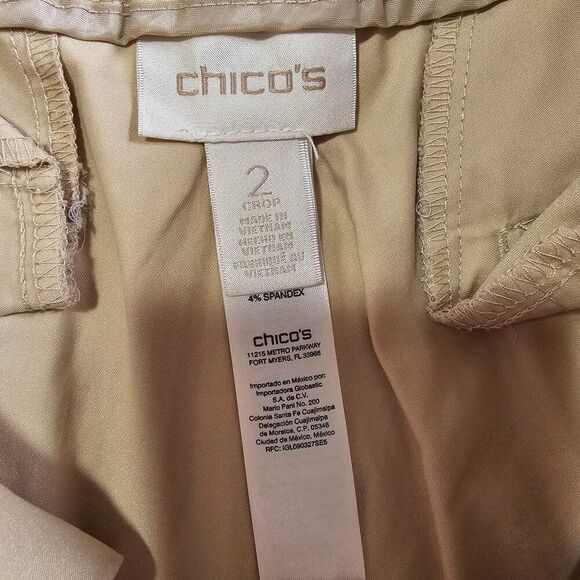 chico's
2
CROP
MADE IN
VIETNAM
HECHO EN
VIETNAM
FABRIQUÉ AU
VIETNAM
4% SPANDEX
chico's
11215 METRO PARKWAY
FORT MYERS, FL 33966
Importado en México por:
Importadora Globastic
S.A. de C.V.
Mario Pani No. 200
Colonia Santa Fe Cuajimalpa
Delegación Cuajimalpa
de Morelos, C.P. 05348
Ciudad de México, México
RFC: IGL090327SE5